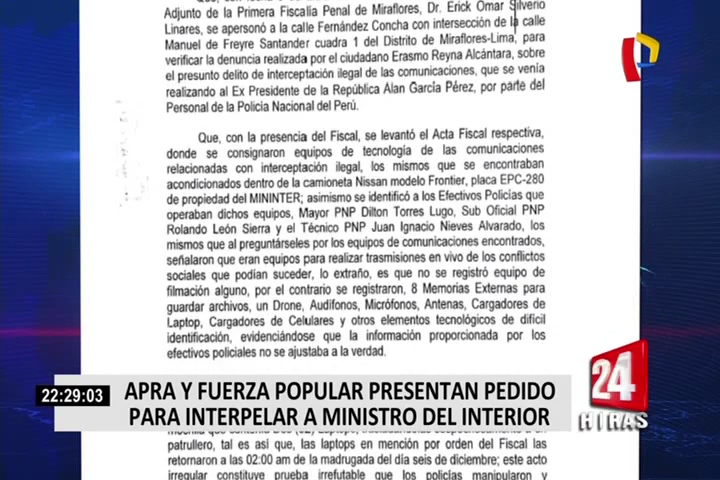 Adjunto de la Primera Fiscalía Penal de Miraflores, Dr. Erick Omar Silverio
Linares, se apersonó a la calle Fernández Concha con intersección de la calle
Manuel de Freyre Santander cuadra 1 del Distrito de Miraflores-Lima, para
verificar la denuncia realizada por el ciudadano Erasmo Reyna Alcántara, sobre
el presunto delito de interceptación ilegal de las comunicaciones, que se venía
realizando al Ex Presidente de la República Alan García Pérez, por parte del
Personal de la Policía Nacional del Perú.
Que, con la presencia del Fiscal, se levantó el Acta Fiscal respectiva,
donde se consignaron equipos de tecnología de las comunicaciones
relacionadas con interceptación ilegal, los mismos que se encontraban
acondicionados dentro de la camioneta Nissan modelo Frontier, placa EPC-280
de propiedad del MININTER; asimismo se identificó a los Efectivos Policías que
operaban dichos equipos, Mayor PNP Dilton Torres Lugo, Sub Oficial PNP
Rolando León Sierra y el Técnico PNP Juan Ignacio Nieves Alvarado, los
mismos que al preguntárseles por los equipos de comunicaciones encontrados,
señalaron que eran equipos para realizar trasmisiones en vivo de los conflictos
sociales que podían suceder, lo extraño, es que no se registró equipo de
filmación alguno, por el contrario se registraron, 8 Memorias Externas para
guardar archivos, un Drone, Audífonos, Micrófonos, Antenas, Cargadores de
Laptop, Cargadores de Celulares y otros elementos tecnológicos de difícil
identificación, evidenciándose que la información proporcionada por los
efectivos policiales no se ajustaba a la verdad.
22:29:03
APRA Y FUERZA POPULAR PRESENTAN PEDIDO
PARA INTERPELAR A MINISTRO DEL INTERIOR
24
HORAS
patrullero, tal es así que, las laptops en mención por orden del Fiscal las
retornaron a las 02:00 am de la madrugada del día seis de diciembre; este acto
irregular constituye prueba irrefutable que los policías manipularon y